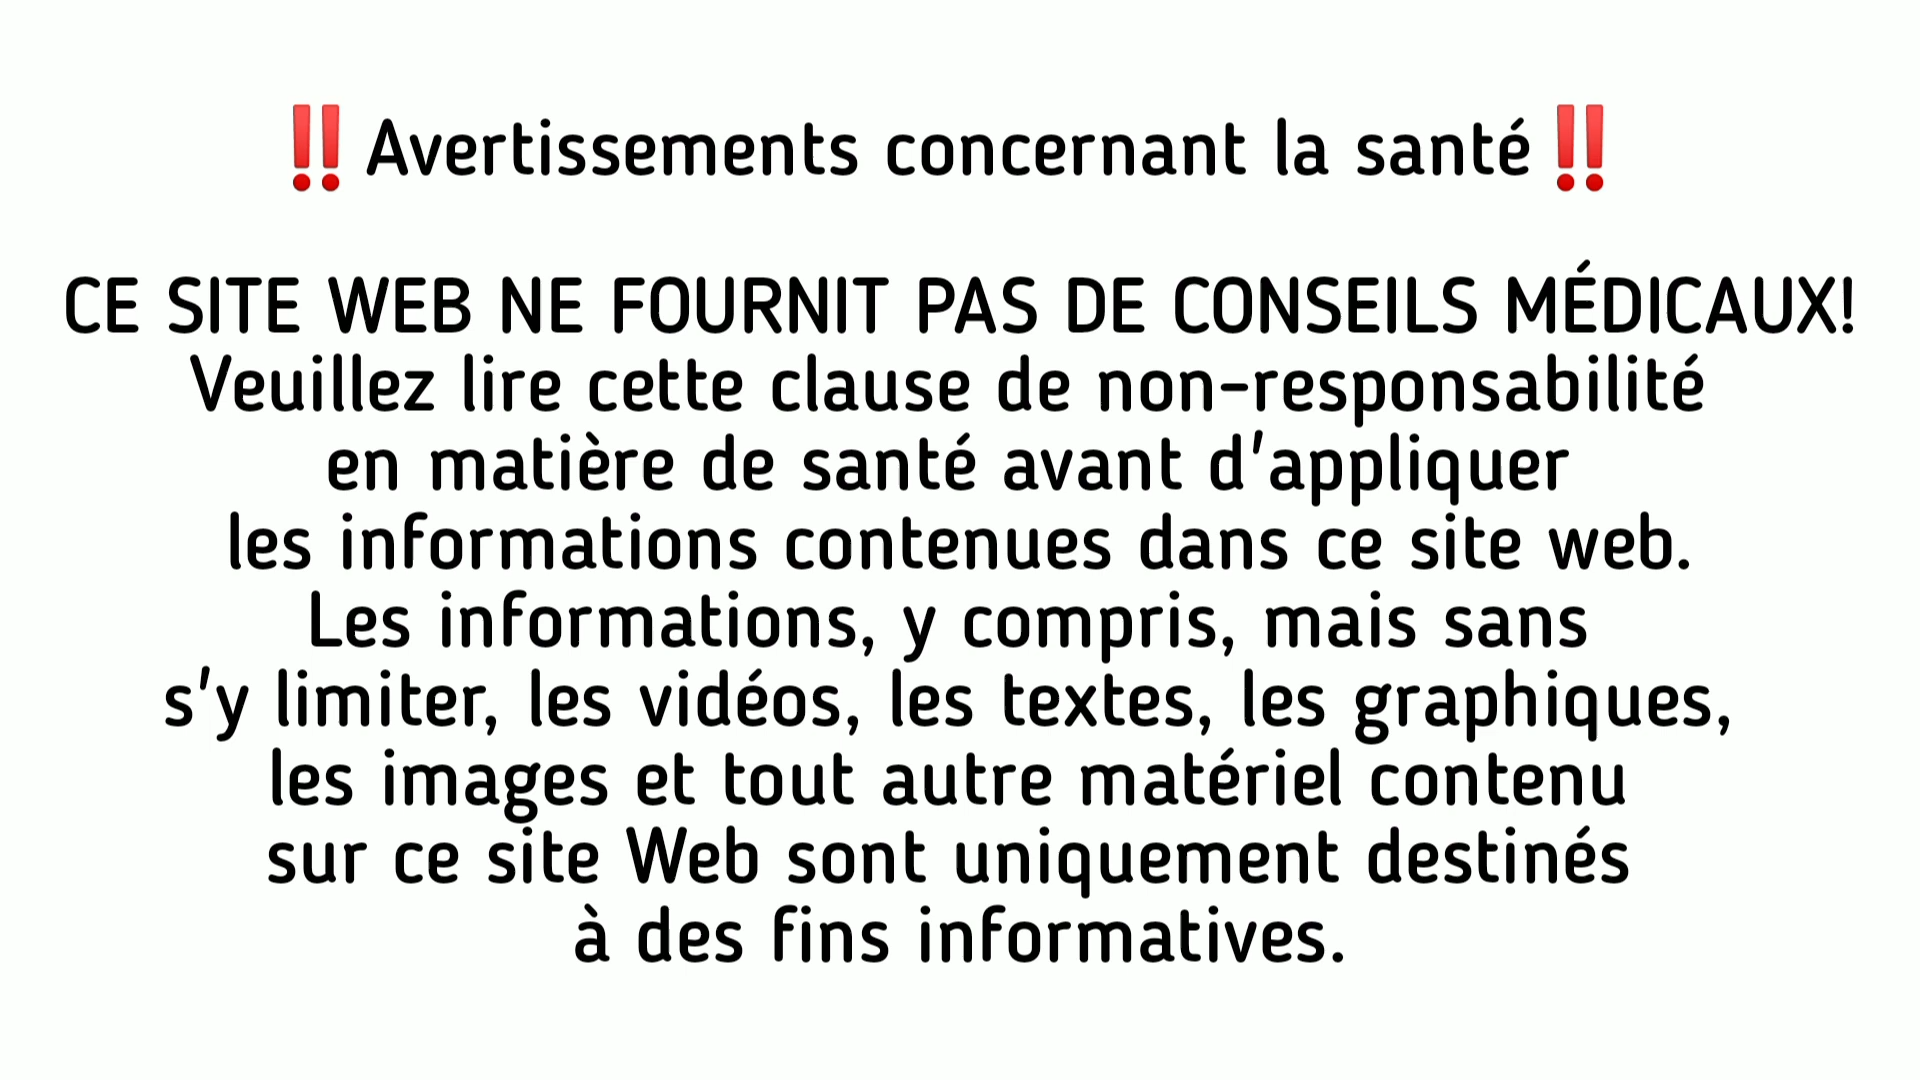 ‼️Avertissements concernant la santé‼️
CE SITE WEB NE FOURNIT PAS DE CONSEILS MÉDICAUX!
Veuillez lire cette clause de non-responsabilité
en matière de santé avant d'appliquer
les informations contenues dans ce site web.
Les informations, y compris, mais sans
s'y limiter, les vidéos, les textes, les graphiques,
les images et tout autre matériel contenu
sur ce site Web sont uniquement destinés
à des fins informatives.